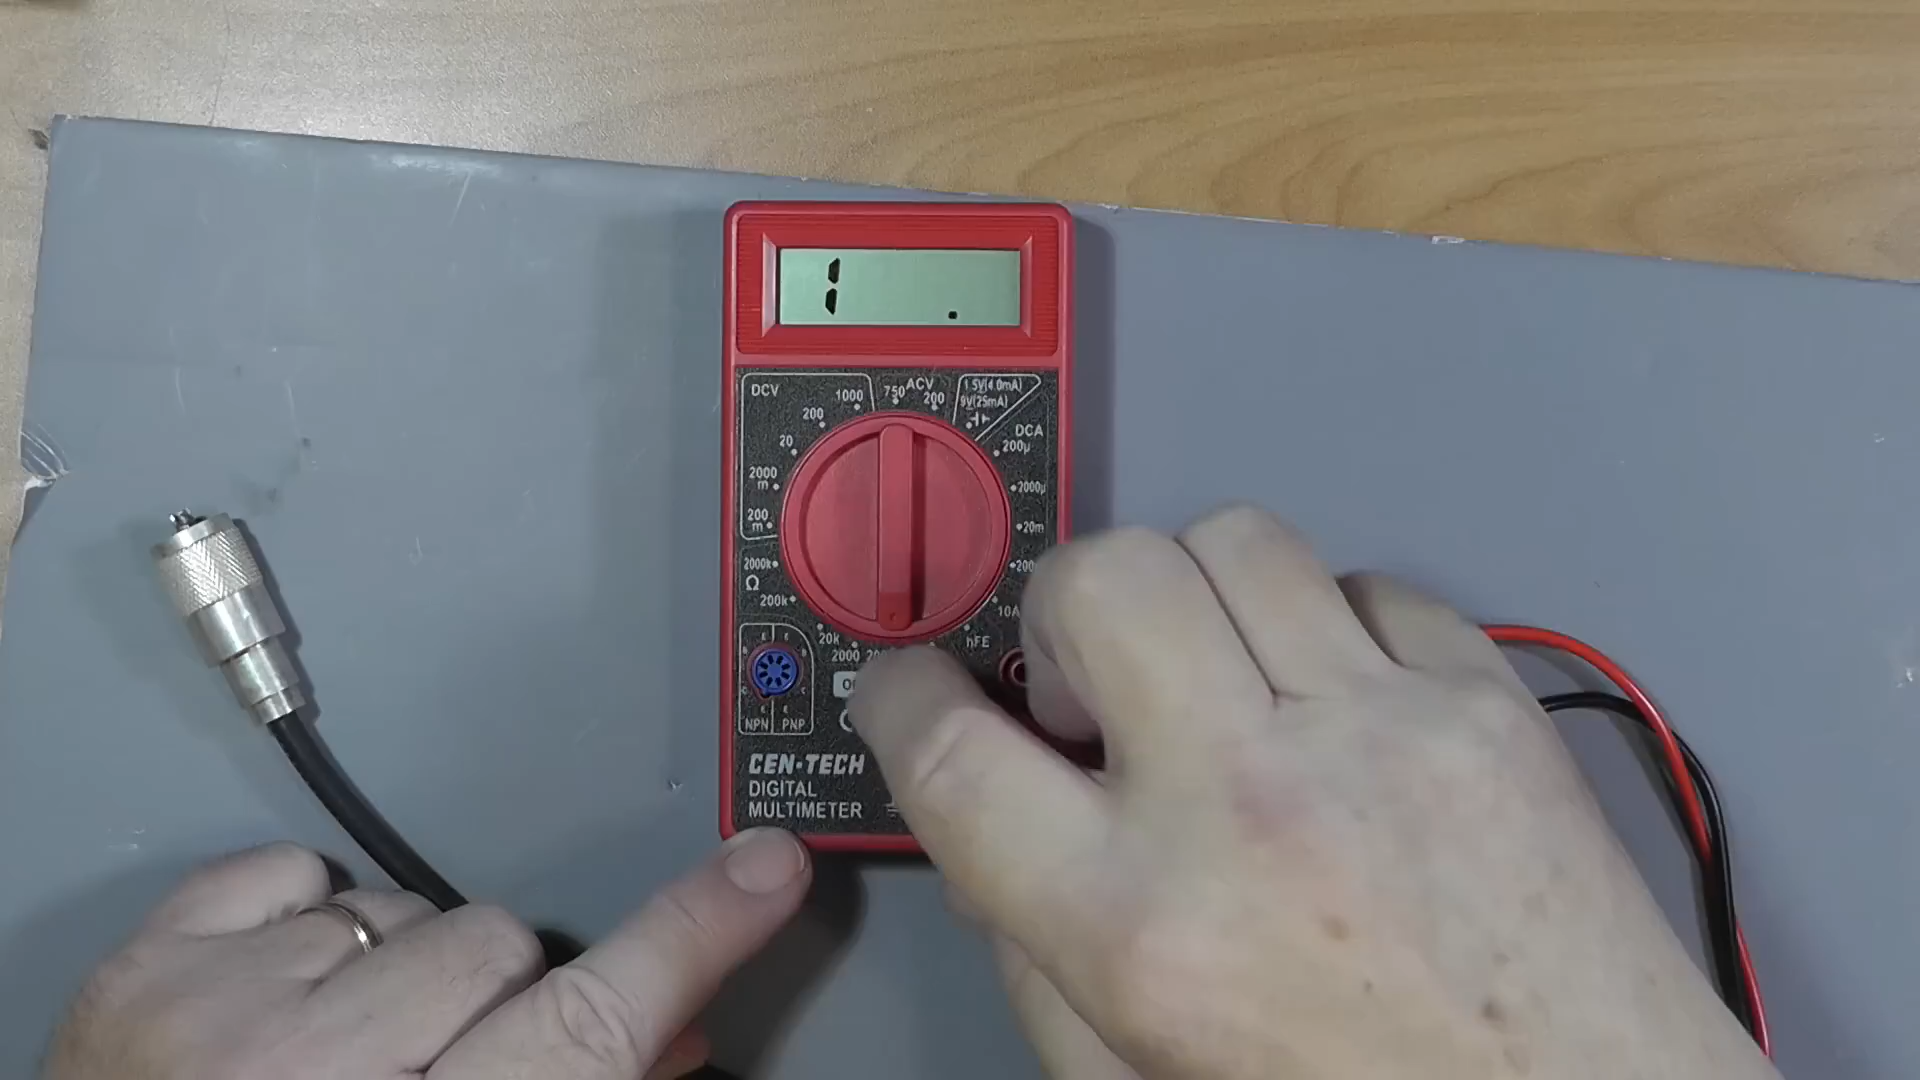 1 .
DCV
1000
750
ACV
200
1.5V(4.0mA)
9V(25mA)
200
DCA
20
200µ
2000
m
2000µ
200
m
20m
2000k
Ω
200k
10A
20k
hFE
2000
E E
NPN PNP
CEN-TECH
DIGITAL
MULTIMETER